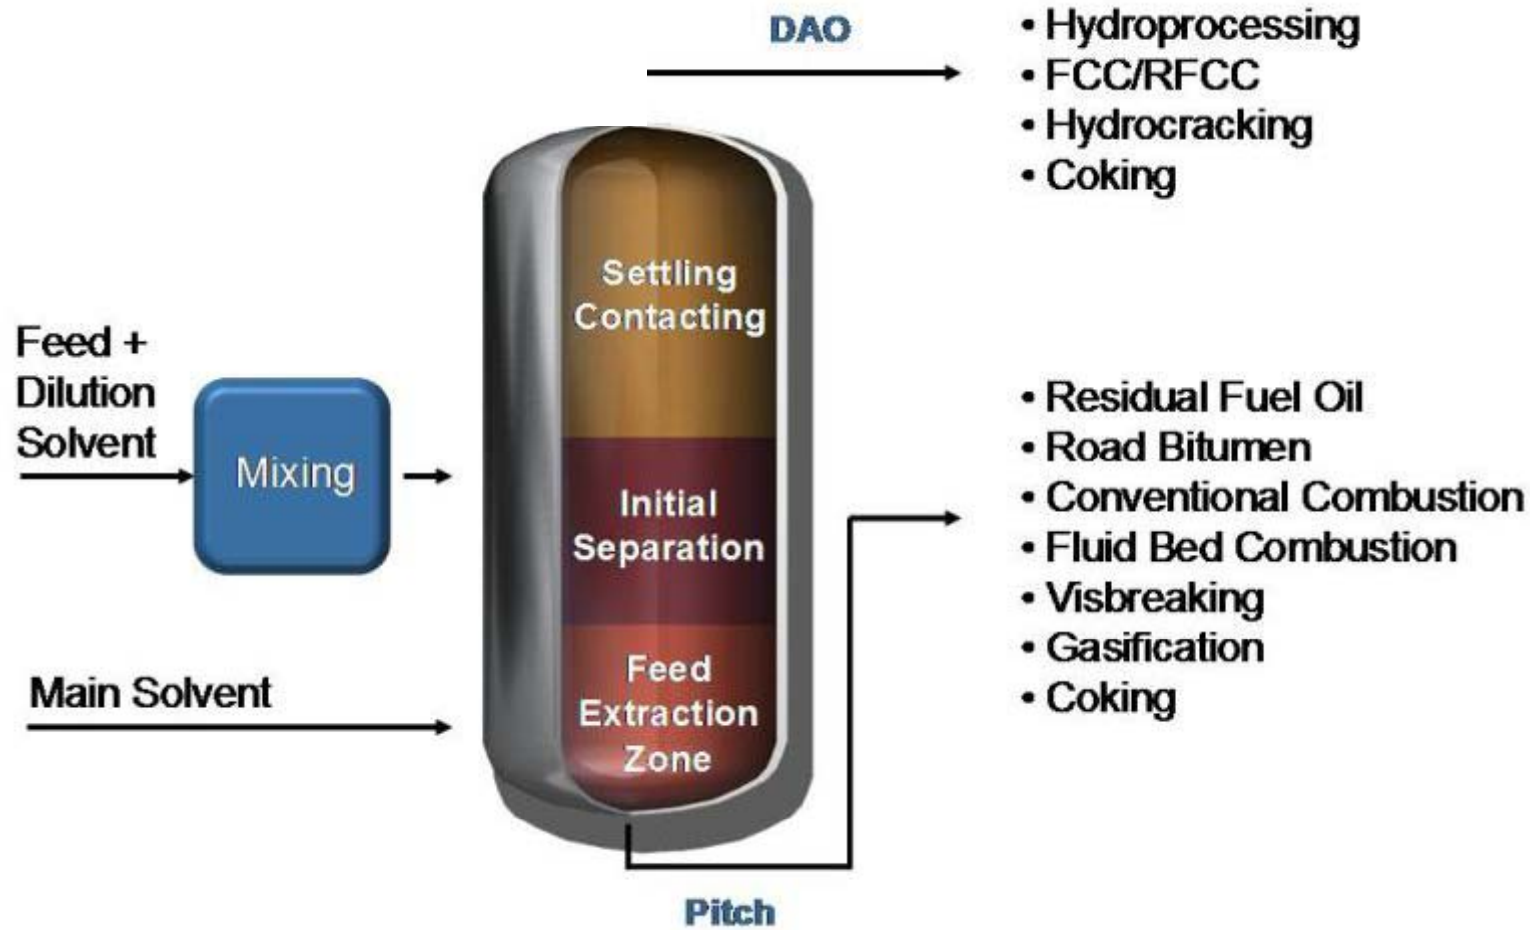 DAO
• Hydroprocessing
• FCC/RFCC
• Hydrocracking
• Coking
Settling
Contacting
Feed +
Dilution
Solvent
Mixing
Initial
Separation
Main Solvent
Feed
Extraction
Zone
• Residual Fuel Oil
• Road Bitumen
• Conventional Combustion
• Fluid Bed Combustion
• Visbreaking
• Gasification
• Coking
Pitch